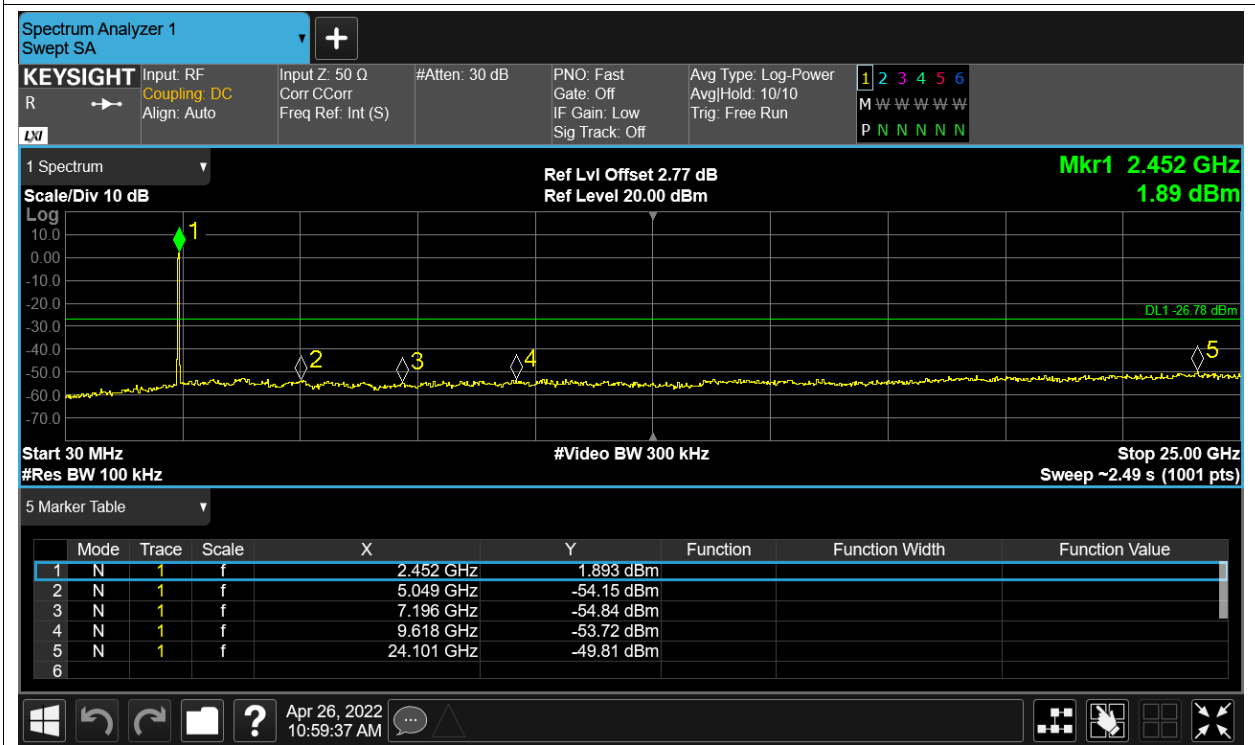 Spectrum Analyzer 1
Swept SA
+
KEYSIGHT
R
LXI
Input: RF
Coupling: DC
Align: Auto
Input Z: 50 Ω
Corr CCorr
Freq Ref: Int (S)
#Atten: 30 dB
PNO: Fast
Gate: Off
IF Gain: Low
Sig Track: Off
Avg Type: Log-Power
Avg|Hold: 10/10
Trig: Free Run
1 2 3 4 5 6
M W W W W W
P N N N N N
1 Spectrum
Scale/Div 10 dB
Ref Lvl Offset 2.77 dB
Ref Level 20.00 dBm
Mkr1 2.452 GHz
1.89 dBm
Log
10.0
0.00
-10.0
-20.0
-30.0
-40.0
-50.0
-60.0
-70.0
1
2
3
4
5
DL1 -26.78 dBm
Start 30 MHz
#Video BW 300 kHz
Stop 25.00 GHz
#Res BW 100 kHz
Sweep ~2.49 s (1001 pts)
5 Marker Table
Mode Trace Scale X Y Function Function Width Function Value
1 N 1 f 2.452 GHz 1.893 dBm
2 N 1 f 5.049 GHz -54.15 dBm
3 N 1 f 7.196 GHz -54.84 dBm
4 N 1 f 9.618 GHz -53.72 dBm
5 N 1 f 24.101 GHz -49.81 dBm
6
?
Apr 26, 2022
10:59:37 AM